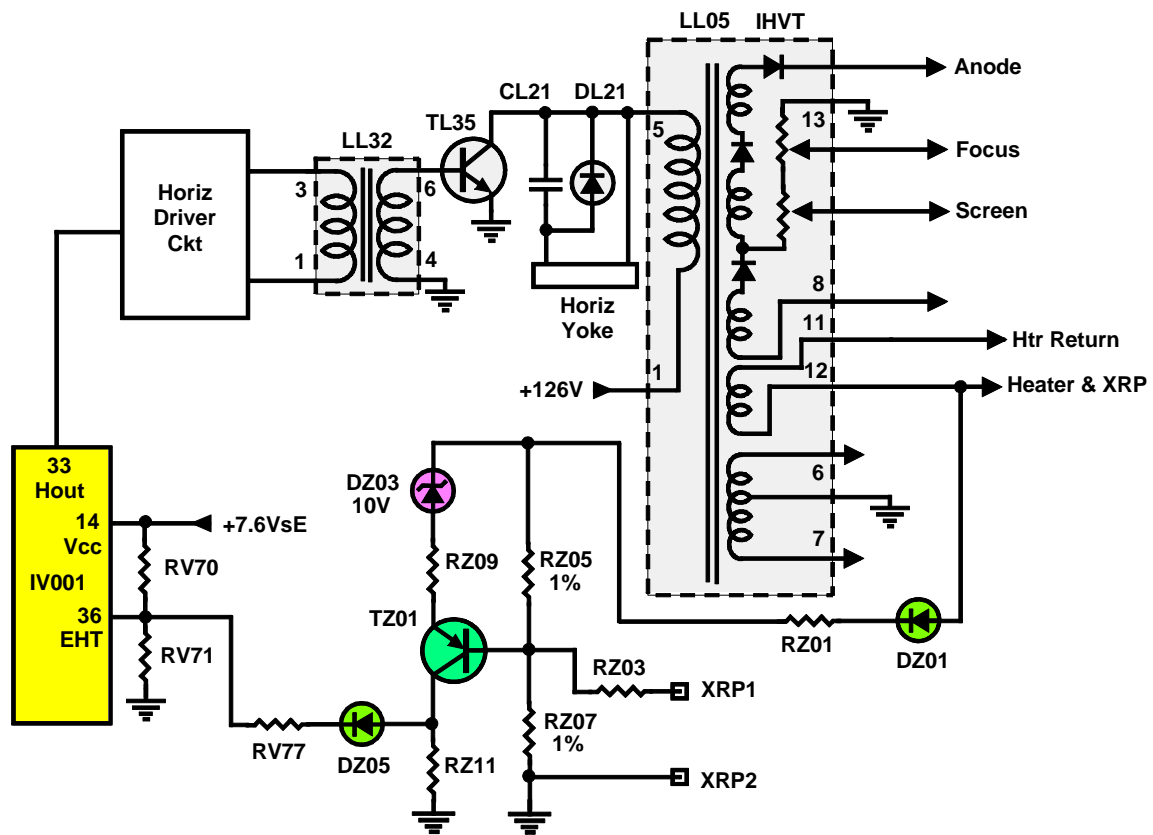 LL05 IHVT
Anode
CL21 DL21
TL35
5
13
LL32
Focus
3
6
Horiz
Driver
Ckt
Screen
1
4
8
Horiz
Yoke
11
Htr Return
1
12
+126V
Heater & XRP
33
Hout
6
DZ03
10V
14
Vcc
+7.6VsE
7
RV70
RZ09
RZ05
1%
IV001
36
EHT
TZ01
RV71
RZ01
DZ01
RZ03
XRP1
RZ07
1%
RV77
DZ05
RZ11
XRP2